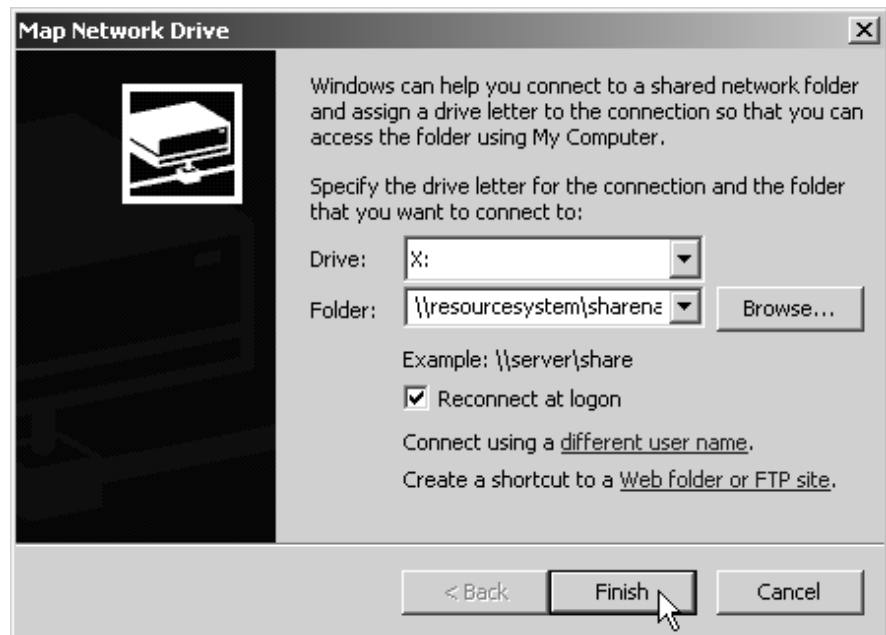 Map Network Drive
Windows can help you connect to a shared network folder
and assign a drive letter to the connection so that you can
access the folder using My Computer.
Specify the drive letter for the connection and the folder
that you want to connect to:
Drive: X:
Folder: \\resourcesystem\sharena Browse...
Example: \\server\share
Reconnect at logon
Connect using a different user name.
Create a shortcut to a Web folder or FTP site.
< Back Finish Cancel